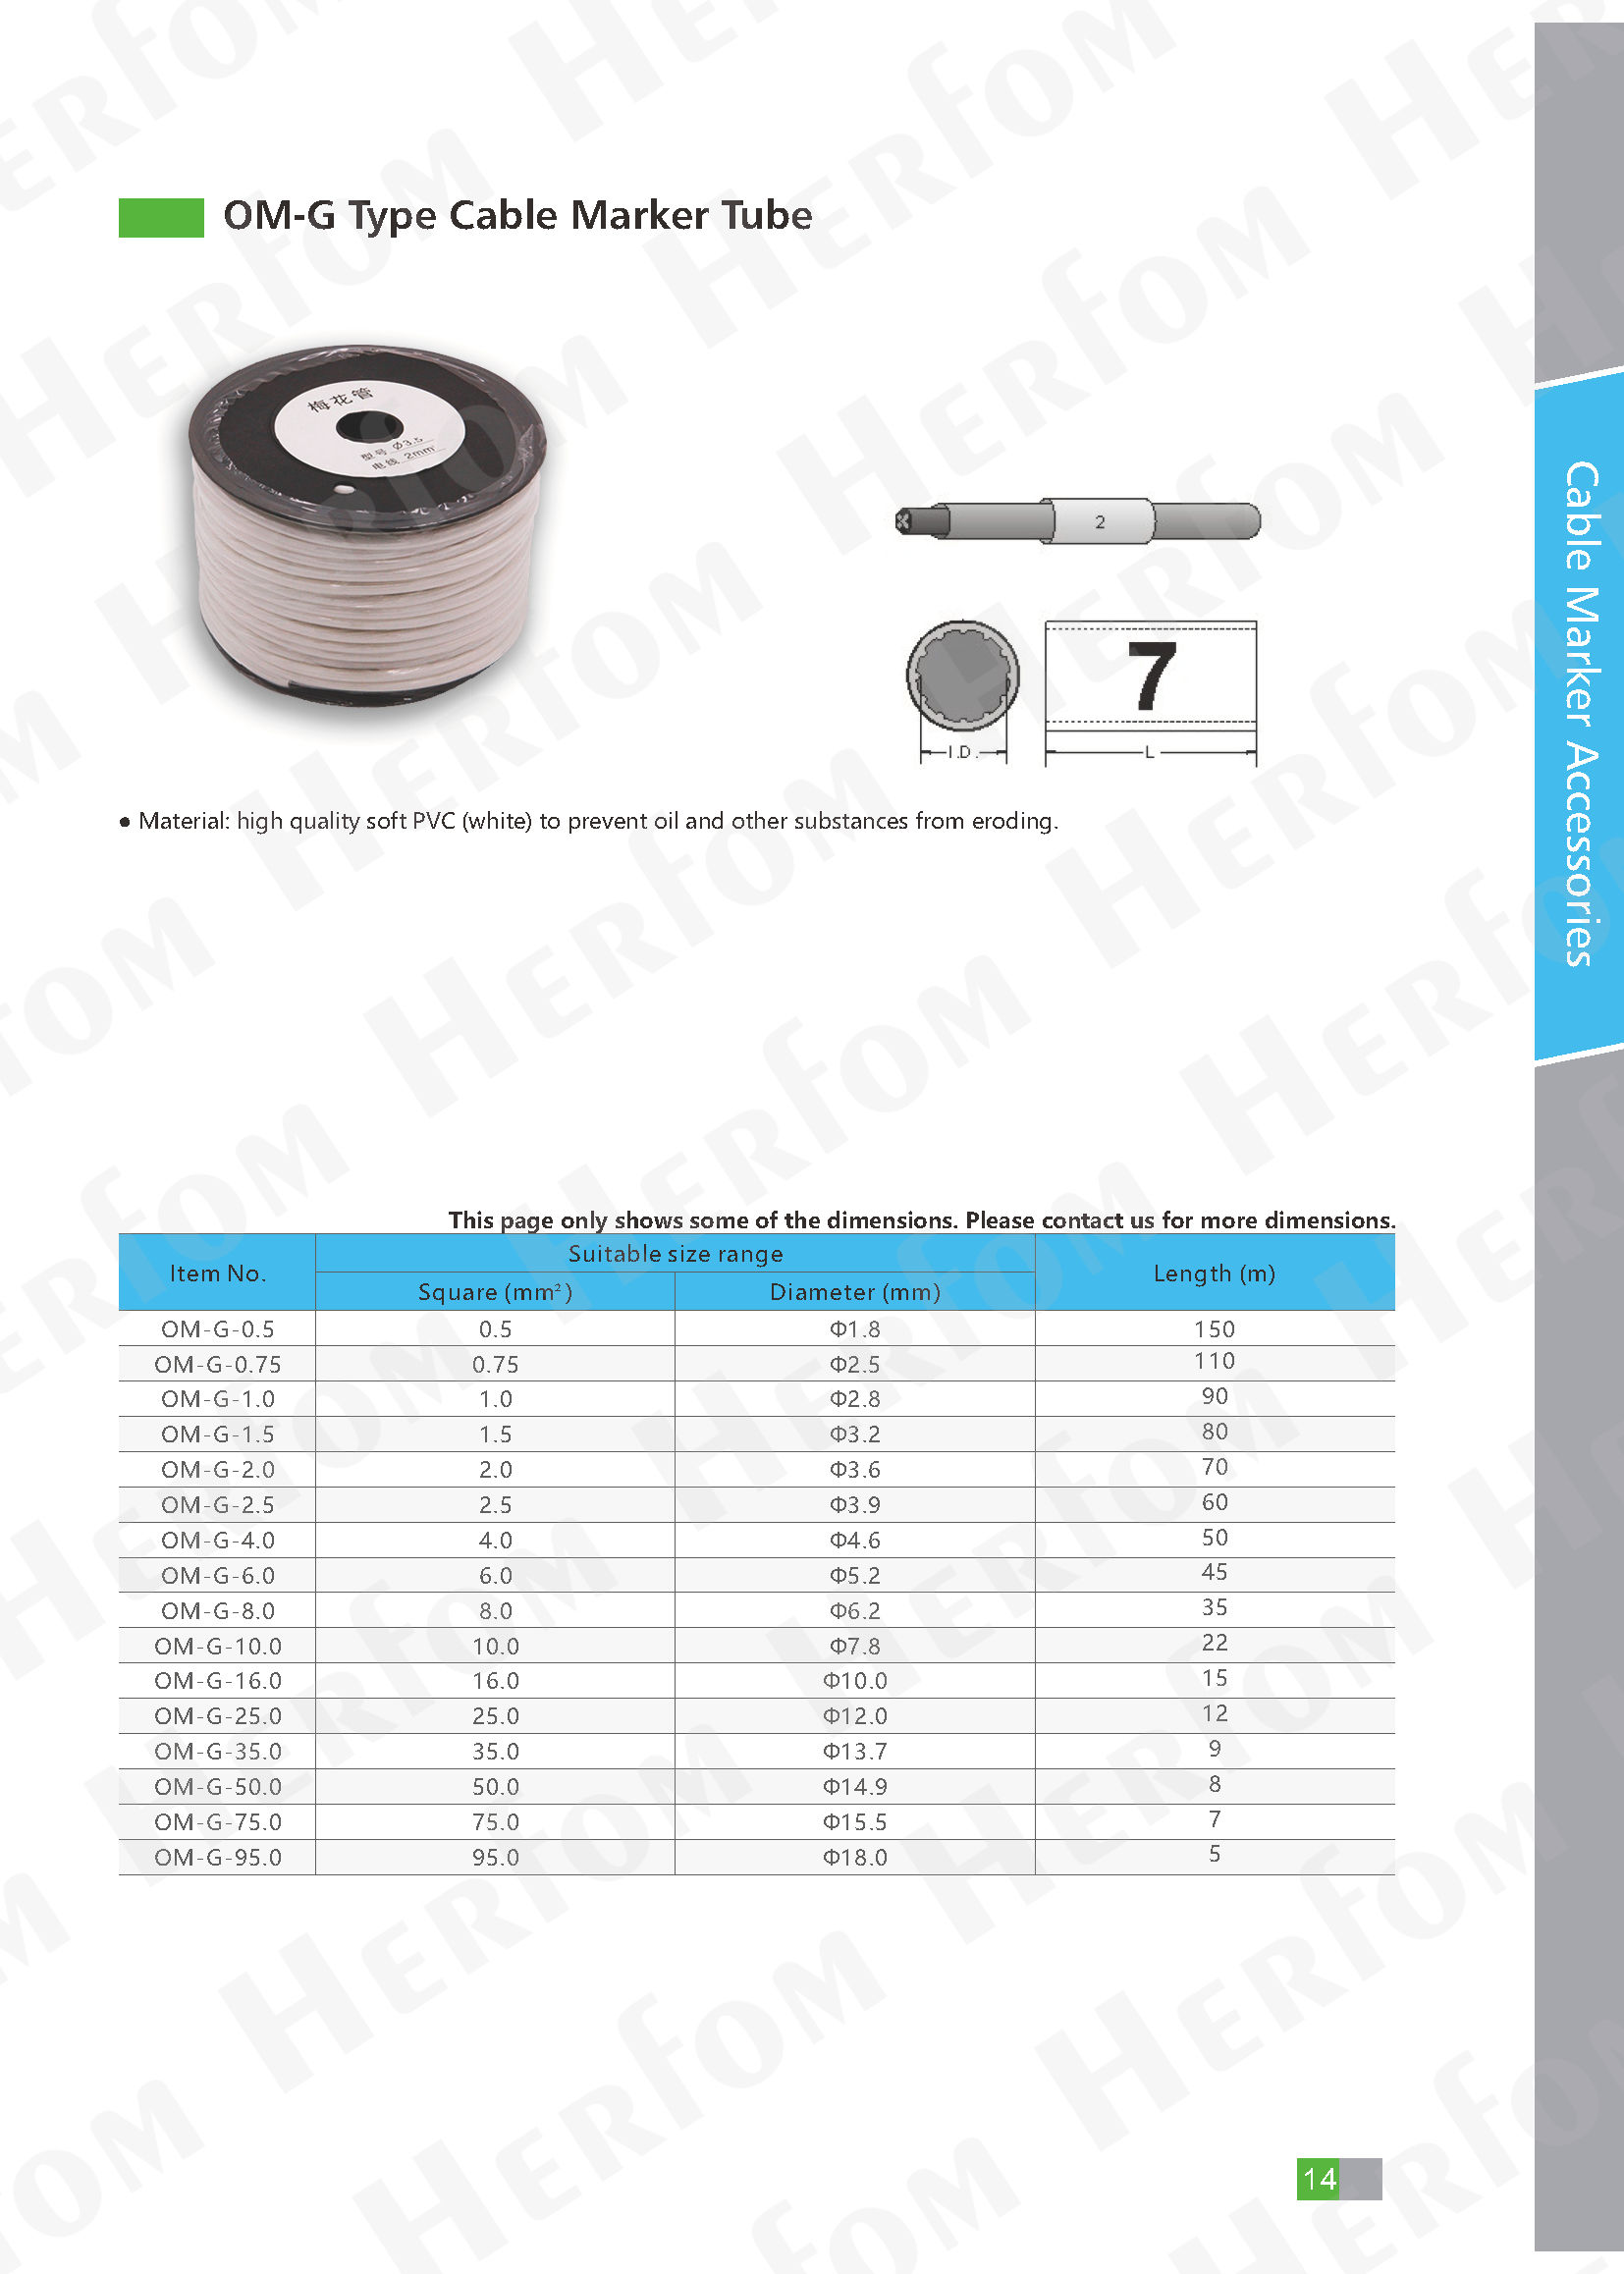 OM-G Type Cable Marker Tube
梅花管
型号 Ø3.5
电线 2mm²
2
7
I.D.
L
● Material: high quality soft PVC (white) to prevent oil and other substances from eroding.
Cable Marker Accessories
This page only shows some of the dimensions. Please contact us for more dimensions.
Item No. Suitable size range Length (m)
Square (mm²) Diameter (mm)
OM-G-0.5 0.5 Φ1.8 150
OM-G-0.75 0.75 Φ2.5 110
OM-G-1.0 1.0 Φ2.8 90
OM-G-1.5 1.5 Φ3.2 80
OM-G-2.0 2.0 Φ3.6 70
OM-G-2.5 2.5 Φ3.9 60
OM-G-4.0 4.0 Φ4.6 50
OM-G-6.0 6.0 Φ5.2 45
OM-G-8.0 8.0 Φ6.2 35
OM-G-10.0 10.0 Φ7.8 22
OM-G-16.0 16.0 Φ10.0 15
OM-G-25.0 25.0 Φ12.0 12
OM-G-35.0 35.0 Φ13.7 9
OM-G-50.0 50.0 Φ14.9 8
OM-G-75.0 75.0 Φ15.5 7
OM-G-95.0 95.0 Φ18.0 5
14
HERFOM